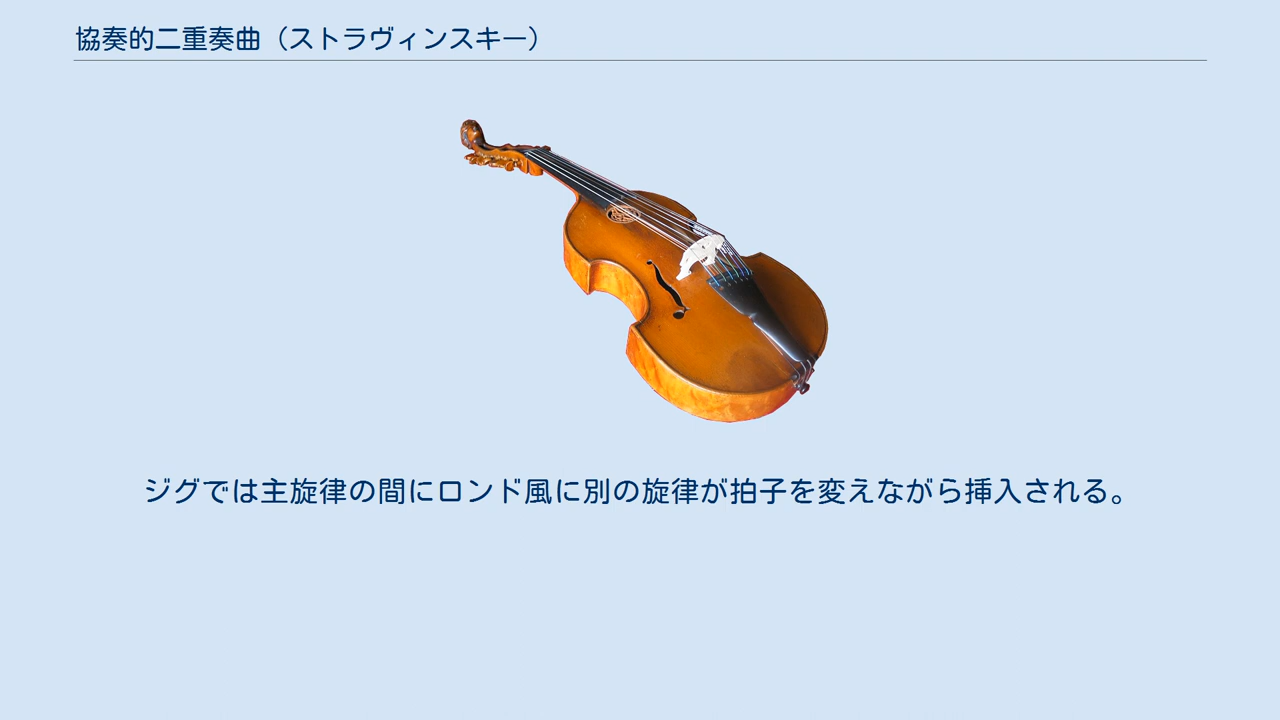 協奏的二重奏曲（ストラヴィンスキー）
ジグでは主旋律の間にロンド風に別の旋律が拍子を変えながら挿入される。